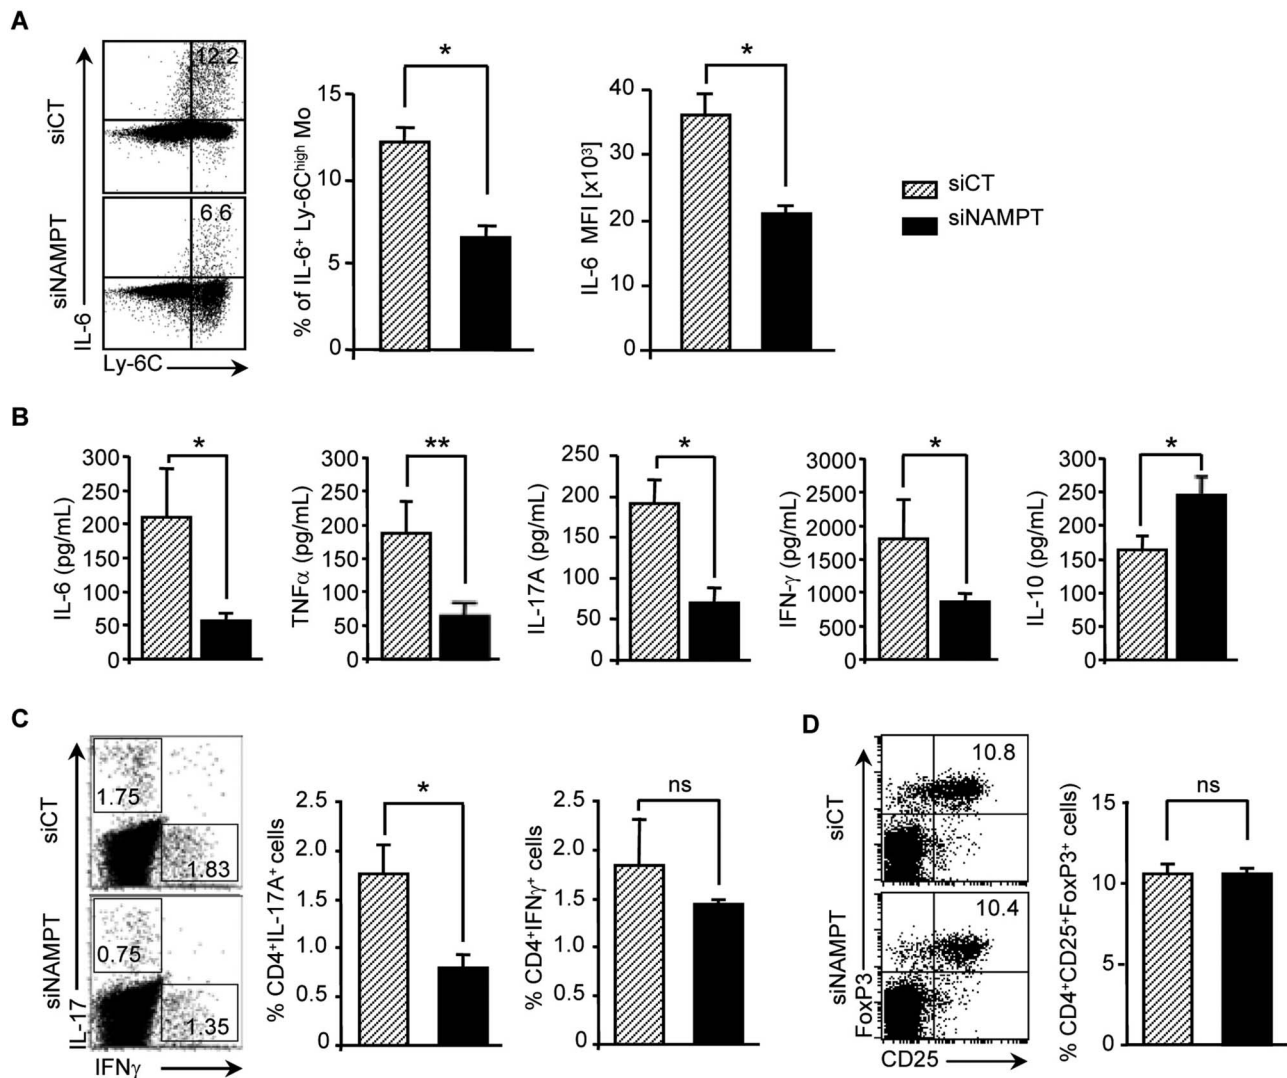 A
siCT
12.2
siNAMPT
6.6
IL-6
Ly-6C
*
15
10
5
0
% of IL-6⁺ Ly-6Cʰⁱᵍʰ Mo
*
40
30
20
10
0
IL-6 MFI [x10³]
siCT
siNAMPT
B
*
300
250
200
150
100
50
0
IL-6 (pg/mL)
**
300
250
200
150
100
50
0
TNFα (pg/mL)
*
250
200
150
100
50
0
IL-17A (pg/mL)
*
3000
2500
2000
1500
1000
500
0
IFN-γ (pg/mL)
*
300
250
200
150
100
50
0
IL-10 (pg/mL)
C
siCT
1.75
1.83
siNAMPT
0.75
1.35
IL-17
IFNγ
*
2.5
2.0
1.5
1.0
0.5
0
% CD4⁺IL-17A⁺ cells
ns
2.5
2.0
1.5
1.0
0.5
0
% CD4⁺IFNγ⁺ cells
D
siCT
10.8
siNAMPT
10.4
FoxP3
CD25
ns
15
10
5
0
% CD4⁺CD25⁺FoxP3⁺ cells)